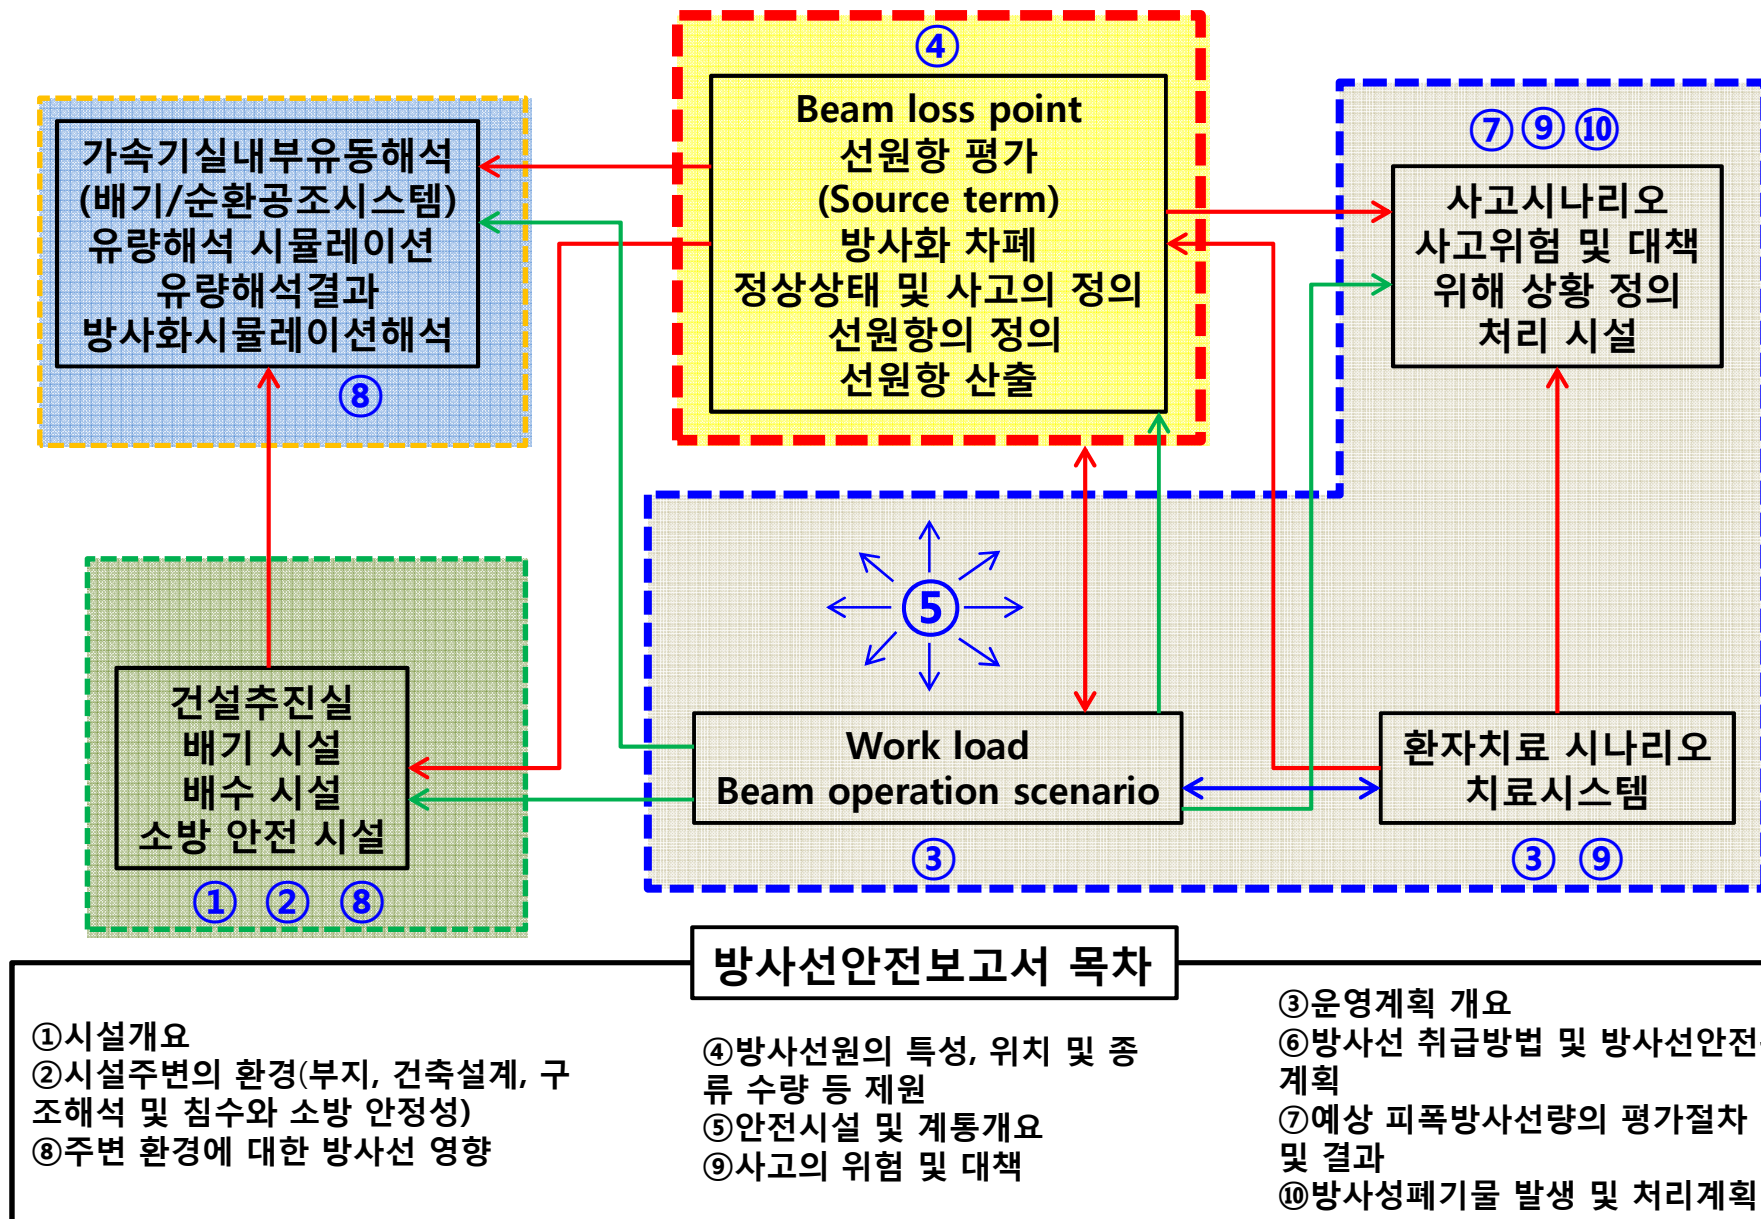 ④
Beam loss point
선원항 평가
(Source term)
방사화 차폐
정상상태 및 사고의 정의
선원항의 정의
선원항 산출
가속기실내부유동해석
(배기/순환공조시스템)
유량해석 시뮬레이션
유량해석결과
방사화시뮬레이션해석
⑧
⑦ ⑨ ⑩
사고시나리오
사고위험 및 대책
위해 상황 정의
처리 시설
⑤
건설추진실
배기 시설
배수 시설
소방 안전 시설
① ② ⑧
Work load
Beam operation scenario
③
환자치료 시나리오
치료시스템
③ ⑨
방사선안전보고서 목차
①시설개요
②시설주변의 환경(부지, 건축설계, 구
조해석 및 침수와 소방 안정성)
⑧주변 환경에 대한 방사선 영향
④방사선원의 특성, 위치 및 종
류 수량 등 제원
⑤안전시설 및 계통개요
⑨사고의 위험 및 대책
③운영계획 개요
⑥방사선 취급방법 및 방사선안전
계획
⑦예상 피폭방사선량의 평가절차
및 결과
⑩방사성폐기물 발생 및 처리계획